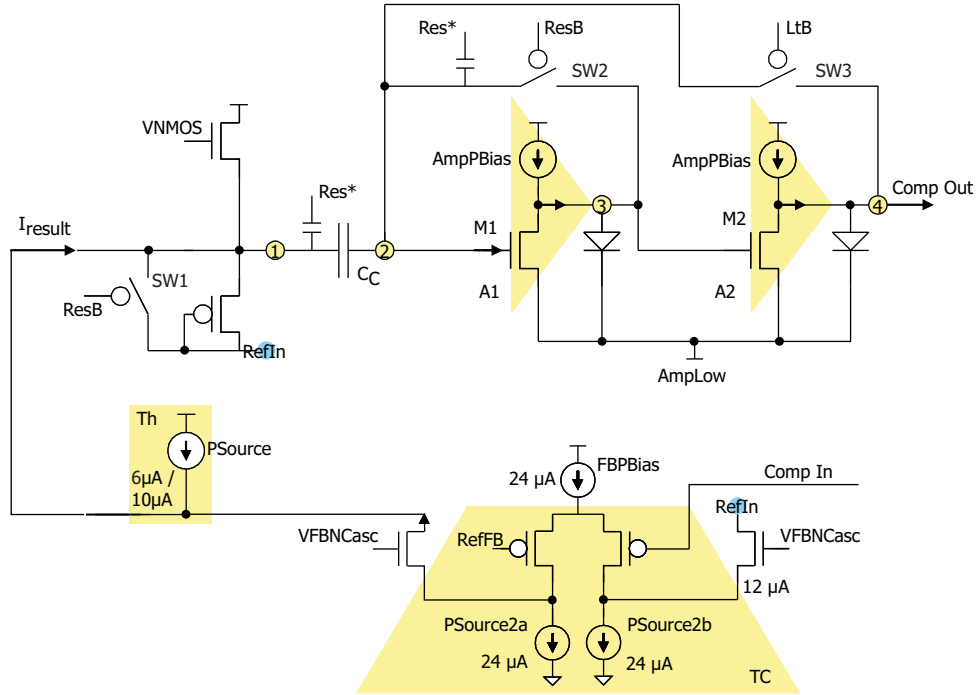 Res*
ResB
LtB
SW2
SW3
VNMOS
AmpPBias
AmpPBias
Res*
Comp Out
3
4
I_result
M1
M2
1
2
SW1
C_C
A1
A2
ResB
RefIn
AmpLow
Th
PSource
FBPBias
6µA /
10µA
24 µA
Comp In
RefIn
VFBNCasc
RefFB
VFBNCasc
12 µA
PSource2a
PSource2b
24 µA
24 µA
TC